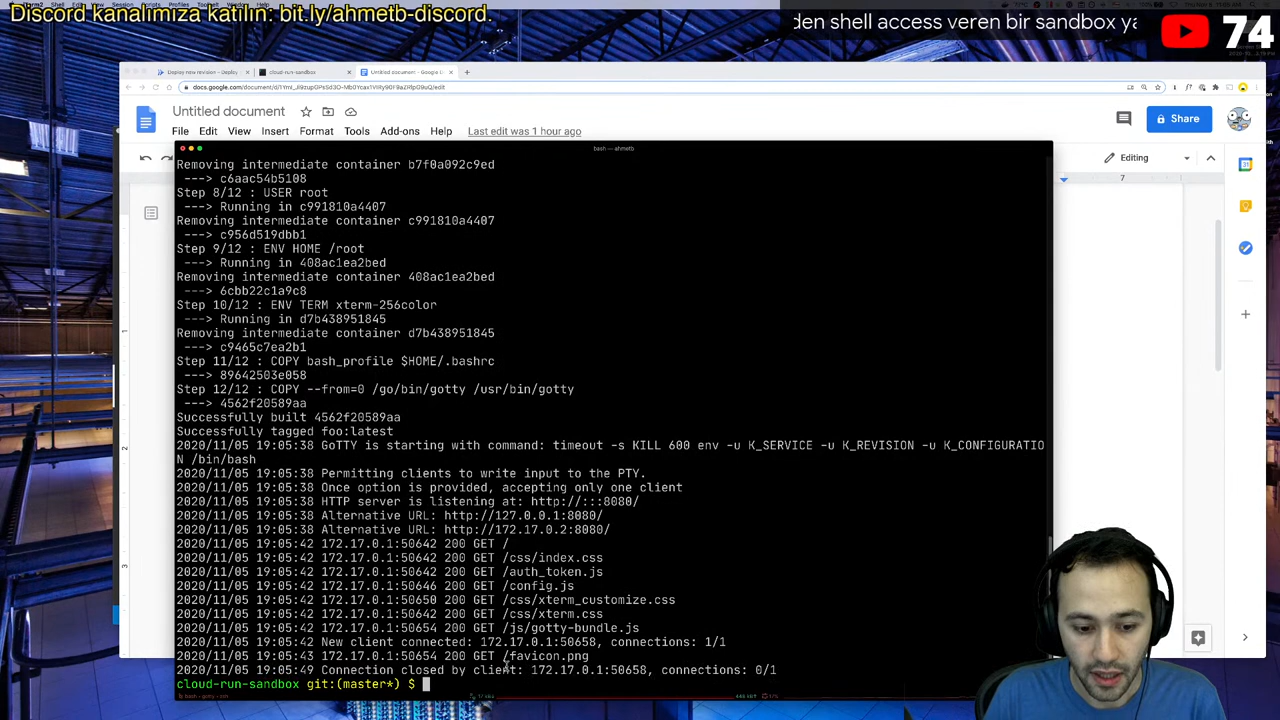 Discord kanalimiza katilin: bit.ly/ahmetb-discord.
den shell access veren bir sandbox ya
74
Deploy new revision – Deploy
cloud-run-sandbox
Untitled document - Google
Untitled document
File Edit View Insert Format Tools Add-ons Help Last edit was 1 hour ago
Share
Editing
7
bash — ahmetb
Removing intermediate container b7f0a092c9ed
---> c6aac54b5108
Step 8/12 : USER root
---> Running in c991810a4407
Removing intermediate container c991810a4407
---> c956d519dbb1
Step 9/12 : ENV HOME /root
---> Running in 408ac1ea2bed
Removing intermediate container 408ac1ea2bed
---> 6cbb22c1a9c8
Step 10/12 : ENV TERM xterm-256color
---> Running in d7b438951845
Removing intermediate container d7b438951845
---> c9465c7ea2b1
Step 11/12 : COPY bash_profile $HOME/.bashrc
---> 89642503e058
Step 12/12 : COPY --from=0 /go/bin/gotty /usr/bin/gotty
---> 4562f20589aa
Successfully built 4562f20589aa
Successfully tagged foo:latest
2020/11/05 19:05:38 GoTTY is starting with command: timeout -s KILL 600 env -u K_SERVICE -u K_REVISION -u K_CONFIGURATIO
N /bin/bash
2020/11/05 19:05:38 Permitting clients to write input to the PTY.
2020/11/05 19:05:38 Once option is provided, accepting only one client
2020/11/05 19:05:38 HTTP server is listening at: http://:::8080/
2020/11/05 19:05:38 Alternative URL: http://127.0.0.1:8080/
2020/11/05 19:05:38 Alternative URL: http://172.17.0.2:8080/
2020/11/05 19:05:42 172.17.0.1:50642 200 GET /
2020/11/05 19:05:42 172.17.0.1:50642 200 GET /css/index.css
2020/11/05 19:05:42 172.17.0.1:50642 200 GET /auth_token.js
2020/11/05 19:05:42 172.17.0.1:50646 200 GET /config.js
2020/11/05 19:05:42 172.17.0.1:50650 200 GET /css/xterm_customize.css
2020/11/05 19:05:42 172.17.0.1:50642 200 GET /css/xterm.css
2020/11/05 19:05:42 172.17.0.1:50654 200 GET /js/gotty-bundle.js
2020/11/05 19:05:42 New client connected: 172.17.0.1:50658, connections: 1/1
2020/11/05 19:05:43 172.17.0.1:50654 200 GET /favicon.png
2020/11/05 19:05:49 Connection closed by client: 172.17.0.1:50658, connections: 0/1
cloud-run-sandbox git:(master*) $